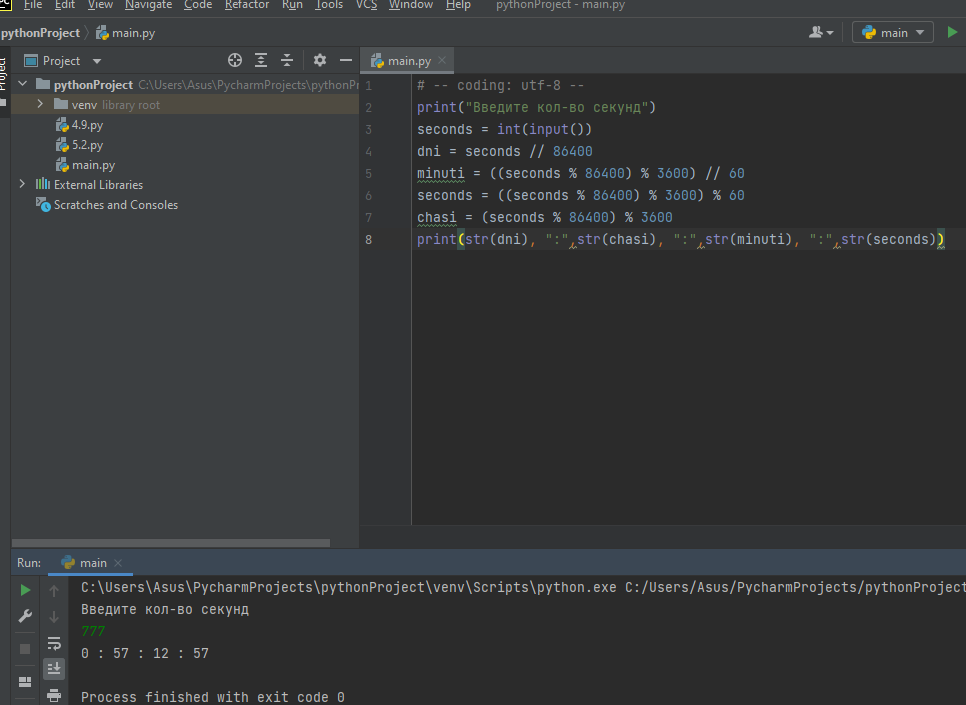 File Edit View Navigate Code Refactor Run Tools VCS Window Help pythonProject - main.py
pythonProject main.py main
Project
Project
main.py
pythonProject C:\Users\Asus\PycharmProjects\pythonPr
venv library root
4.9.py
5.2.py
main.py
External Libraries
Scratches and Consoles
1 # -- coding: utf-8 --
2 print("Введите кол-во секунд")
3 seconds = int(input())
4 dni = seconds // 86400
5 minuti = ((seconds % 86400) % 3600) // 60
6 seconds = ((seconds % 86400) % 3600) % 60
7 chasi = (seconds % 86400) % 3600
8 print(str(dni), ":",str(chasi), ":",str(minuti), ":",str(seconds))
Run: main
C:\Users\Asus\PycharmProjects\pythonProject\venv\Scripts\python.exe C:/Users/Asus/PycharmProjects/pythonProject
Введите кол-во секунд
777
0 : 57 : 12 : 57
Process finished with exit code 0